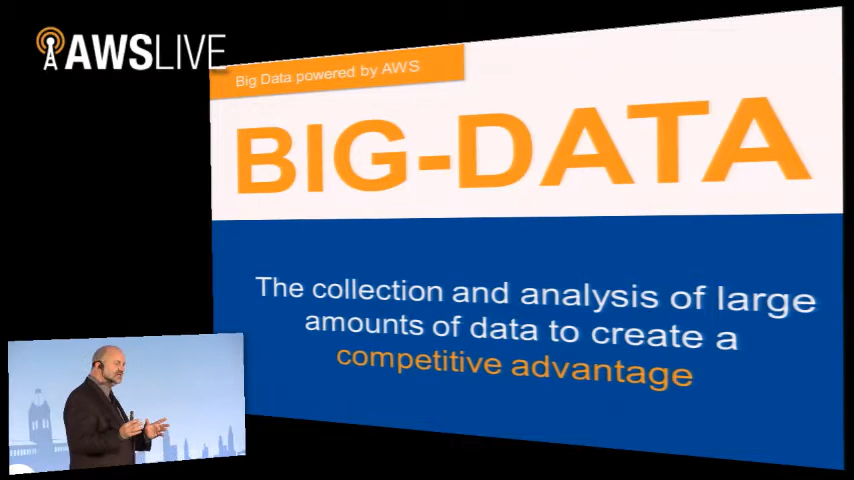 AWSLIVE
Big Data powered by AWS
BIG-DATA
The collection and analysis of large
amounts of data to create a
competitive advantage